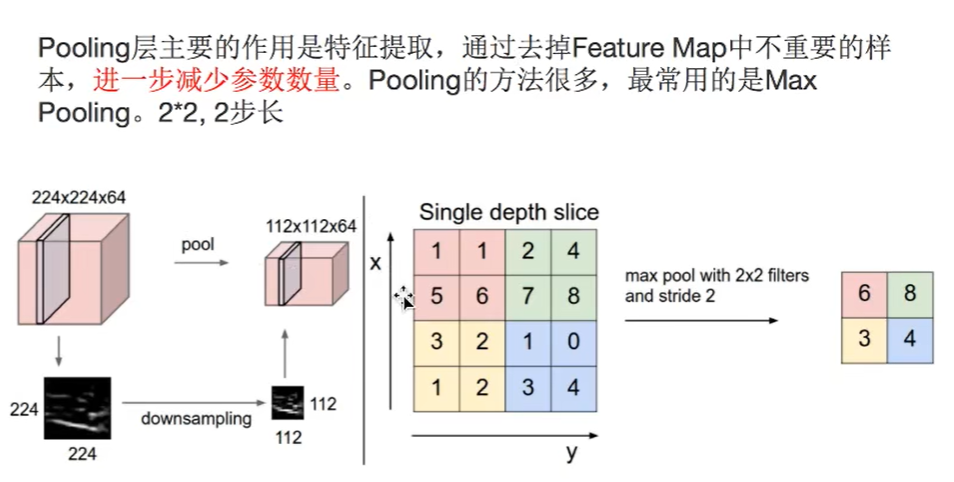 Pooling层主要的作用是特征提取，通过去掉Feature Map中不重要的样
本，进一步减少参数数量。Pooling的方法很多，最常用的是Max
Pooling。2*2, 2步长
224x224x64
pool
112x112x64
224
224
downsampling
112
112
Single depth slice
x
1 1 2 4
5 6 7 8
3 2 1 0
1 2 3 4
y
max pool with 2x2 filters
and stride 2
6 8
3 4